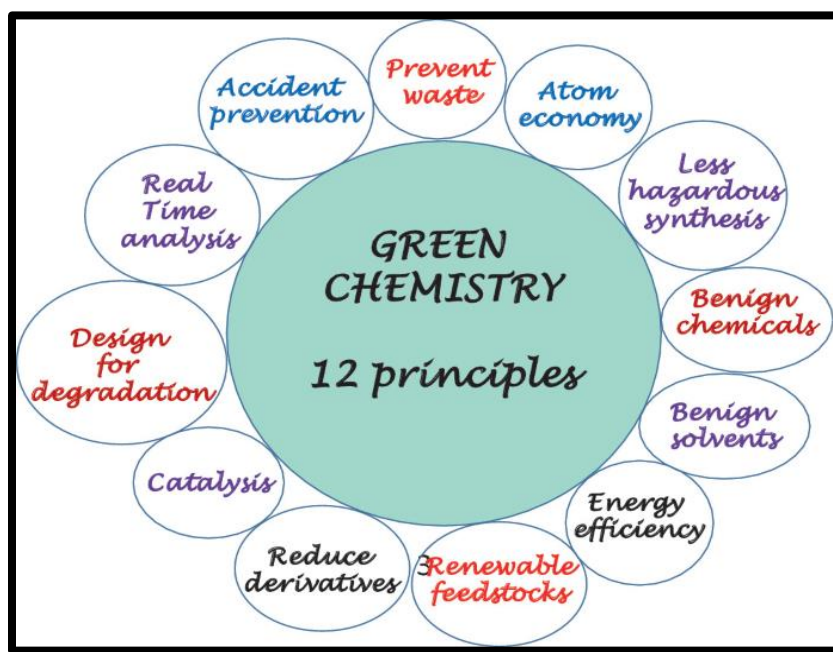 GREEN
CHEMISTRY
12 principles
Prevent
waste
Atom
economy
Less
hazardous
synthesis
Benign
chemicals
Benign
solvents
Energy
efficiency
3Renewable
feedstocks
Reduce
derivatives
Catalysis
Design
for
degradation
Real
Time
analysis
Accident
prevention